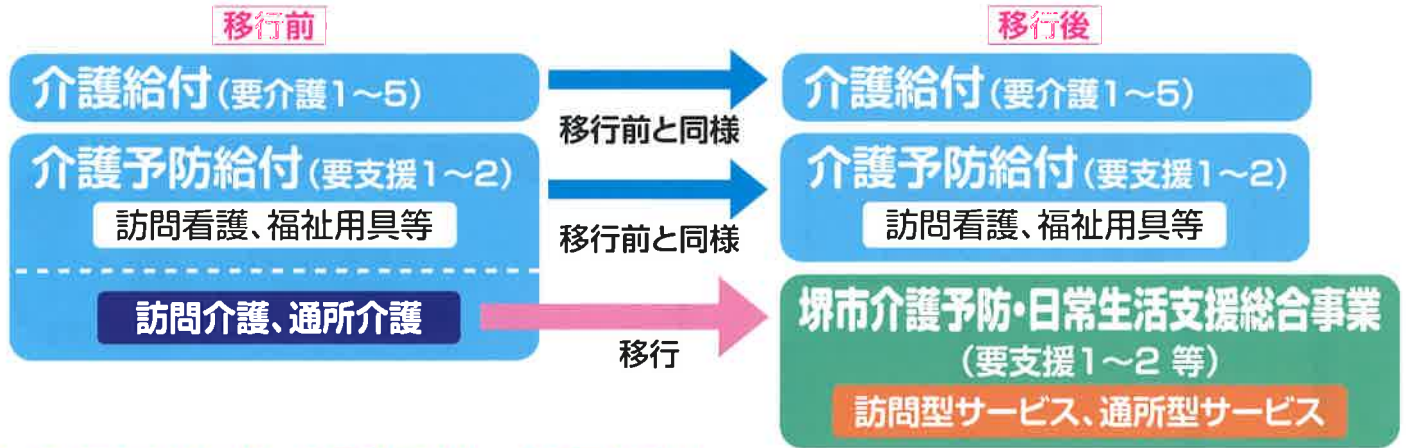 移行前
移行後
介護給付(要介護1～5)
移行前と同様
介護給付(要介護1～5)
介護予防給付(要支援1～2)
訪問看護、福祉用具等
移行前と同様
介護予防給付(要支援1～2)
訪問看護、福祉用具等
訪問介護、通所介護
移行
堺市介護予防・日常生活支援総合事業
(要支援1～2 等)
訪問型サービス、通所型サービス